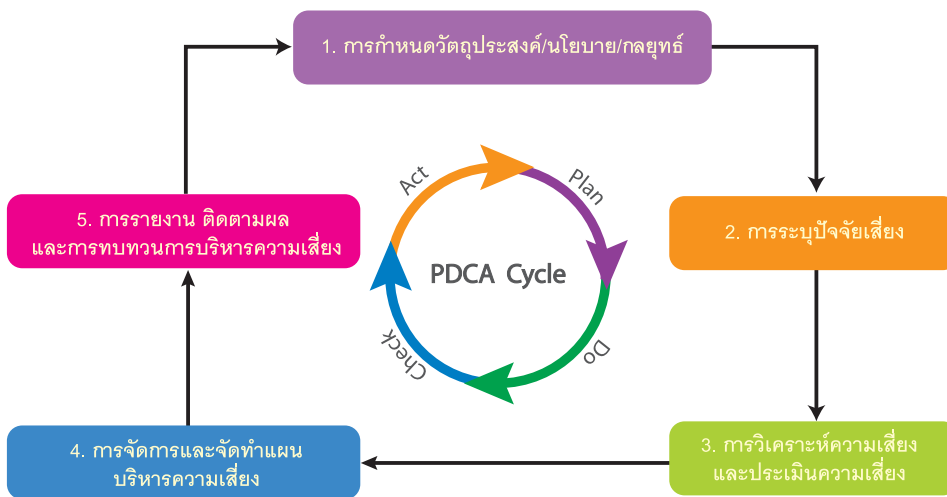 1. การกำหนดวัตถุประสงค์/นโยบาย/กลยุทธ์
Act
Plan
5. การรายงาน ติดตามผล
และการทบทวนการบริหารความเสี่ยง
2. การระบุปัจจัยเสี่ยง
PDCA Cycle
Check
Do
4. การจัดการและจัดทำแผน
บริหารความเสี่ยง
3. การวิเคราะห์ความเสี่ยง
และประเมินความเสี่ยง